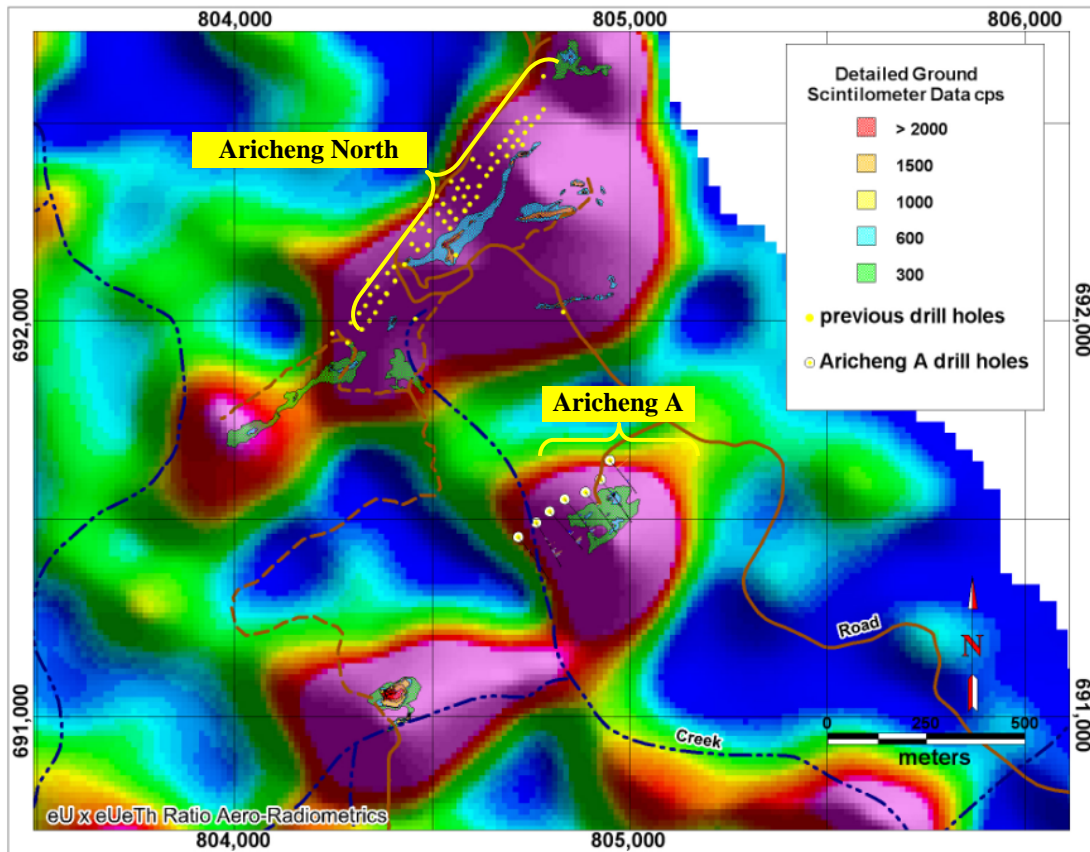 804,000
805,000
806,000
Detailed Ground
Scintilometer Data cps
> 2000
1500
1000
600
300
previous drill holes
Aricheng A drill holes
Aricheng North
692,000
692,000
Aricheng A
Road
N
691,000
691,000
0
250
500
meters
Creek
eU x eUeTh Ratio Aero-Radiometrics
804,000
805,000